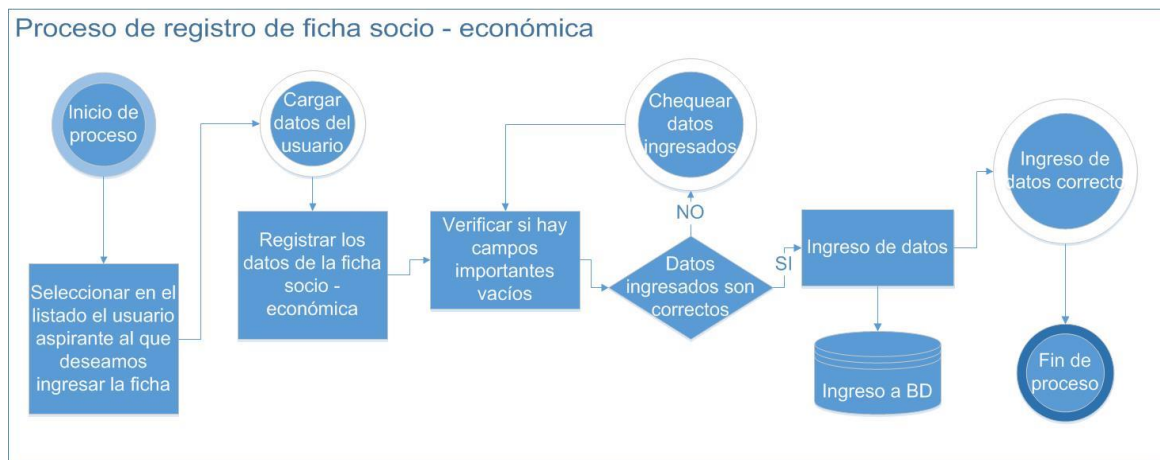 Proceso de registro de ficha socio - económica
Inicio de
proceso
Seleccionar en el
listado el usuario
aspirante al que
deseamos
ingresar la ficha
Cargar
datos del
usuario
Registrar los
datos de la ficha
socio -
económica
Verificar si hay
campos
importantes
vacíos
Chequear
datos
ingresados
NO
Datos
ingresados son
correctos
SI
Ingreso de datos
Ingreso a BD
Ingreso de
datos correcto
Fin de
proceso